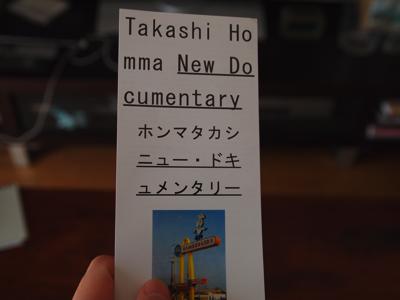 Takashi Ho
mma New Do
cumentary
ホンマタカシ
ニュー・ドキ
ュメンタリー